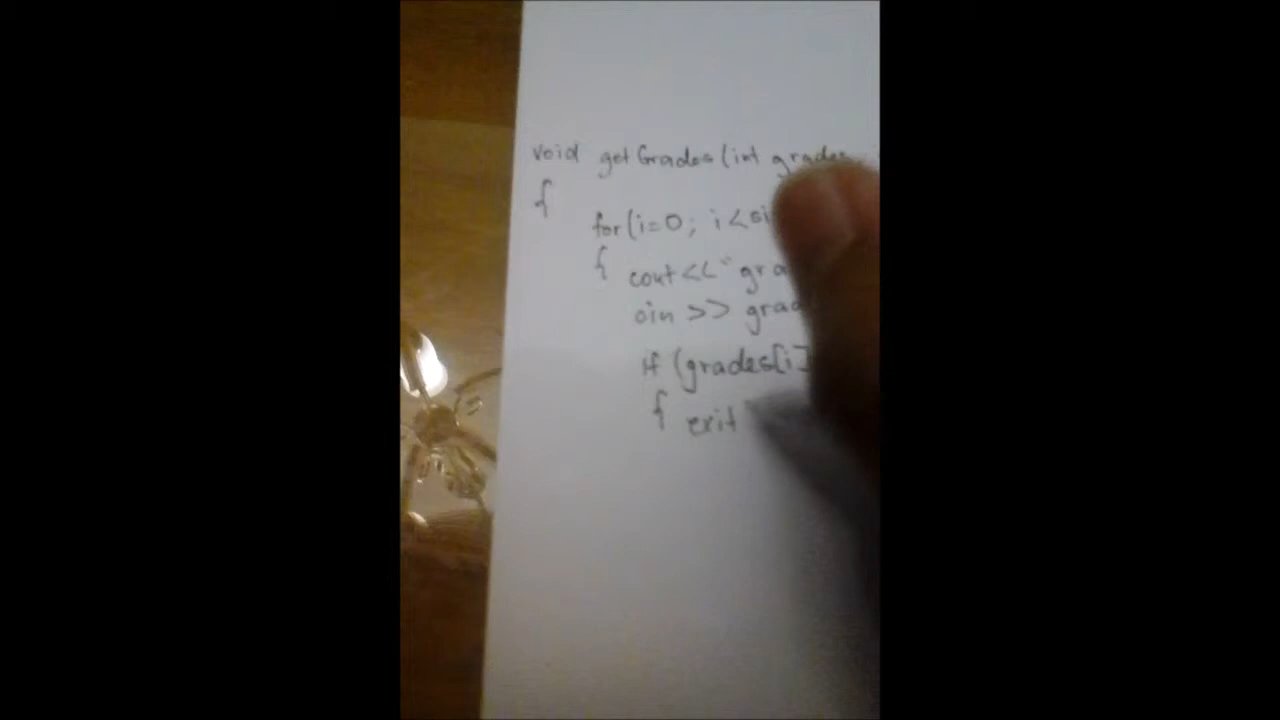 void getGrades(int grades
{
for(i=0; i<si
{ cout<<"gra
cin >> grad
if (grades[i]
{ exit